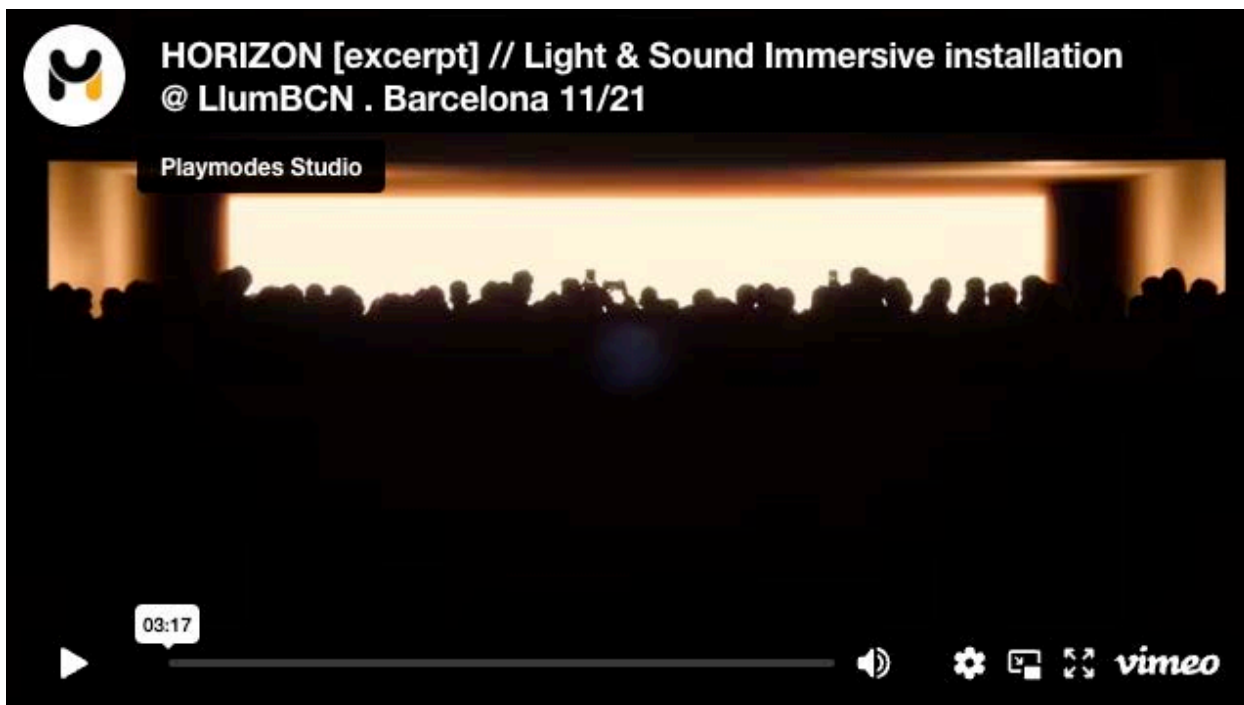 HORIZON [excerpt] // Light & Sound Immersive installation
@ LlumBCN . Barcelona 11/21
Playmodes Studio
03:17
vimeo